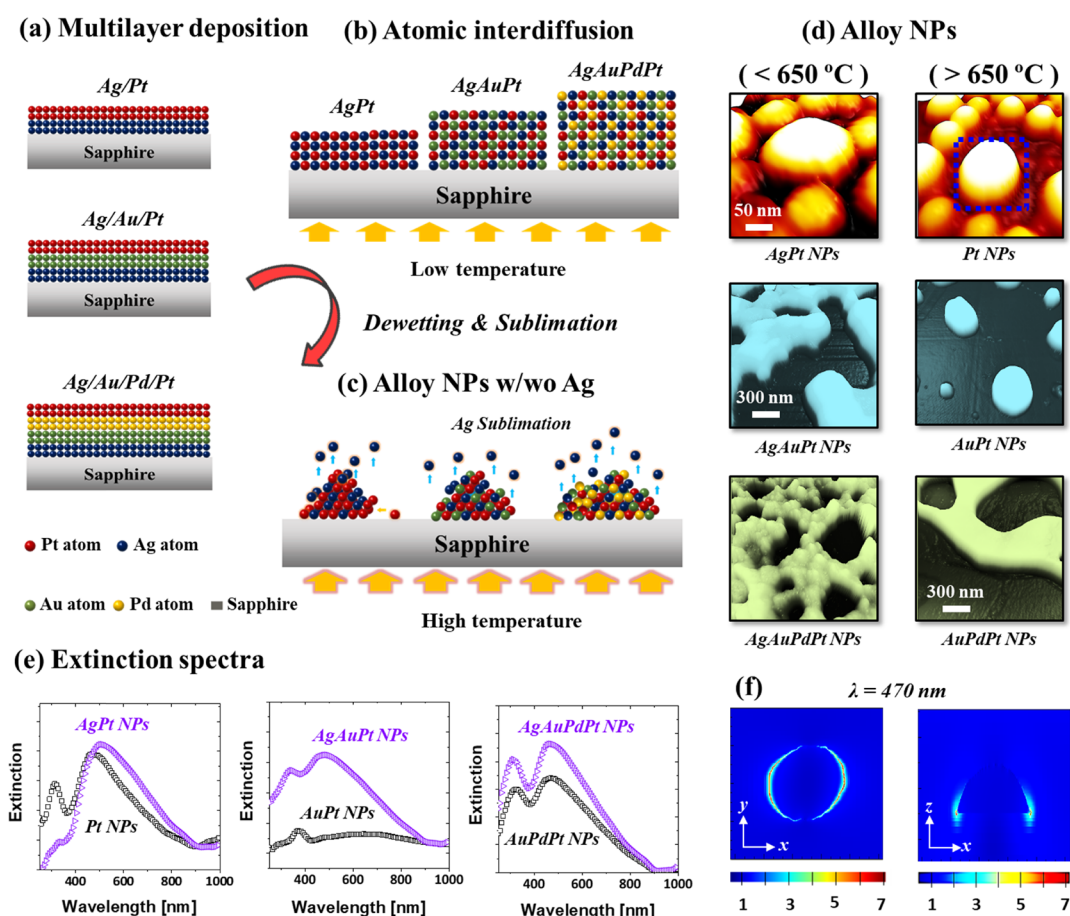 (a) Multilayer deposition
Ag/Pt
Sapphire
Ag/Au/Pt
Sapphire
Ag/Au/Pd/Pt
Sapphire
Pt atom Ag atom
Au atom Pd atom Sapphire
(b) Atomic interdiffusion
AgPt
AgAuPt
AgAuPdPt
Sapphire
Low temperature
Dewetting & Sublimation
(c) Alloy NPs w/wo Ag
Ag Sublimation
Sapphire
High temperature
(d) Alloy NPs
( < 650 ºC ) ( > 650 ºC )
50 nm
AgPt NPs Pt NPs
300 nm
AgAuPt NPs AuPt NPs
300 nm
AgAuPdPt NPs AuPdPt NPs
(e) Extinction spectra
Extinction
AgPt NPs
Pt NPs
400 600 800 1000
Wavelength [nm]
Extinction
AgAuPt NPs
AuPt NPs
400 600 800 1000
Wavelength [nm]
Extinction
AgAuPdPt NPs
AuPdPt NPs
400 600 800 1000
Wavelength [nm]
(f) λ = 470 nm
y
x
1 3 5 7
z
x
1 3 5 7